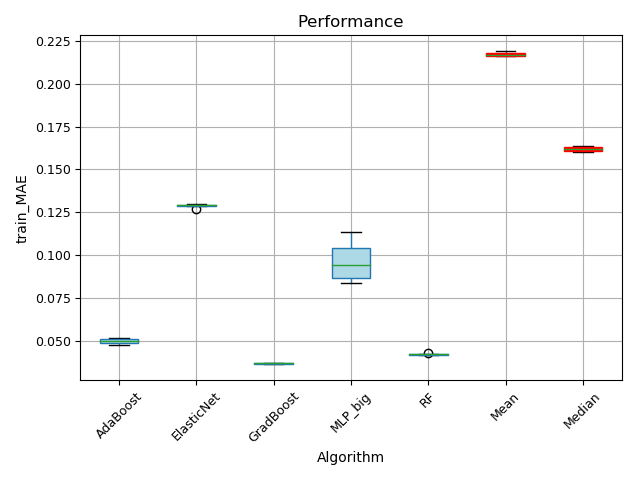 Performance
0.225
0.200
0.175
0.150
0.125
0.100
0.075
0.050
train_MAE
AdaBoost
ElasticNet
GradBoost
MLP_big
RF
Mean
Median
Algorithm